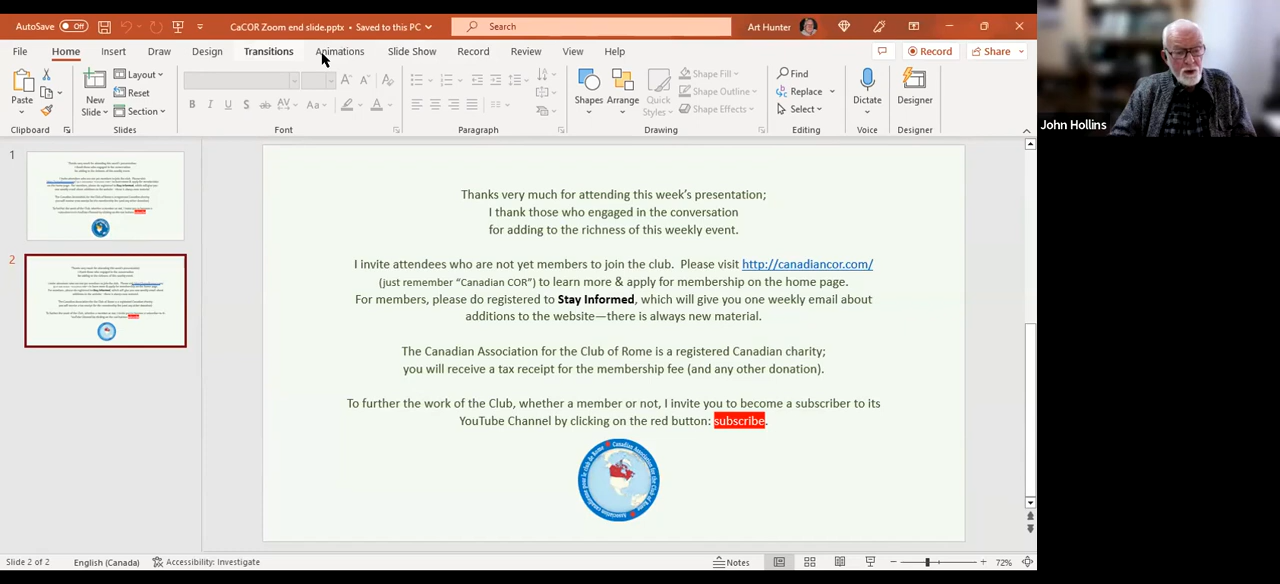 AutoSave Off CaCOR Zoom end slide.pptx • Saved to this PC Search Art Hunter
File Home Insert Draw Design Transitions Animations Slide Show Record Review View Help Record Share
Paste New Slide Layout Reset Section Shapes Arrange Quick Styles Shape Fill Shape Outline Shape Effects Find Replace Select Dictate Designer
Clipboard Slides Font Paragraph Drawing Editing Voice Designer
John Hollins
1
2
Thanks very much for attending this week's presentation;
I thank those who engaged in the conversation
for adding to the richness of this weekly event.
I invite attendees who are not yet members to join the club. Please visit http://canadiancor.com/
(just remember “Canadian COR”) to learn more & apply for membership on the home page.
For members, please do registered to Stay Informed, which will give you one weekly email about
additions to the website—there is always new material.
The Canadian Association for the Club of Rome is a registered Canadian charity;
you will receive a tax receipt for the membership fee (and any other donation).
To further the work of the Club, whether a member or not, I invite you to become a subscriber to its
YouTube Channel by clicking on the red button: subscribe.
Canadian Association for the Club of Rome
Association canadienne pour le club de Rome
Slide 2 of 2 English (Canada) Accessibility: Investigate Notes 72%